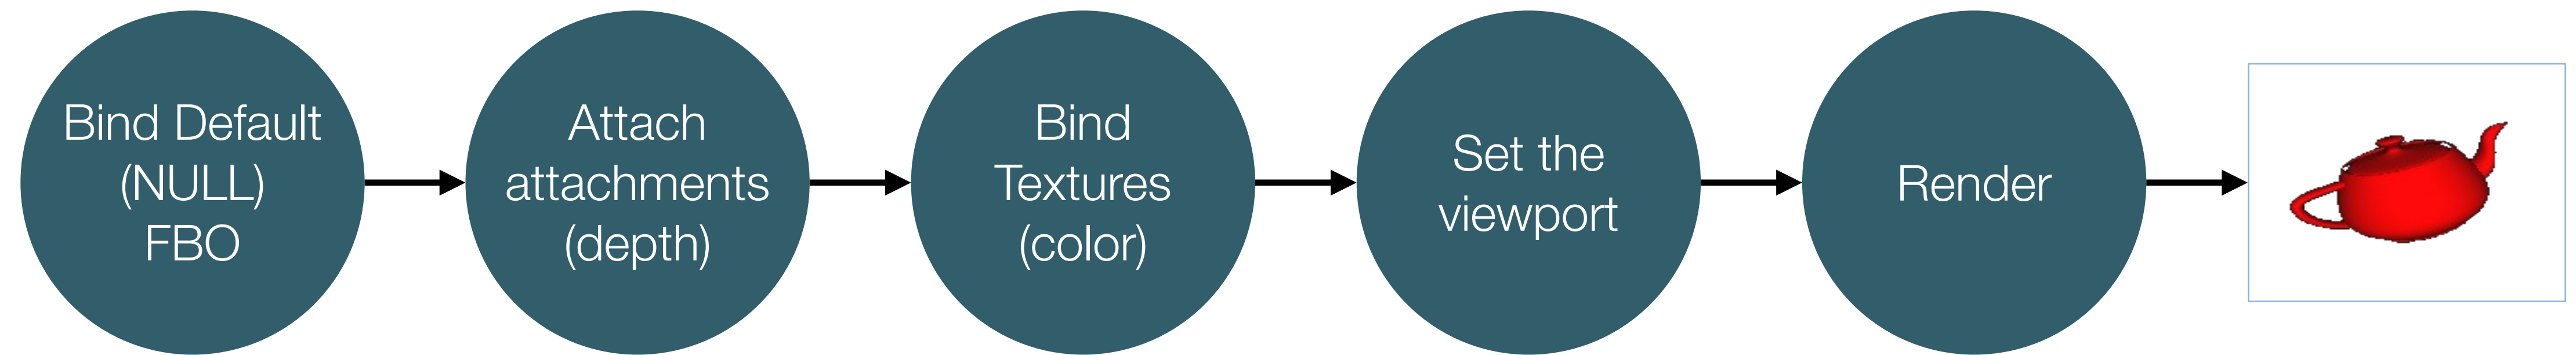 Bind Default
(NULL)
FBO
Attach
attachments
(depth)
Bind
Textures
(color)
Set the
viewport
Render